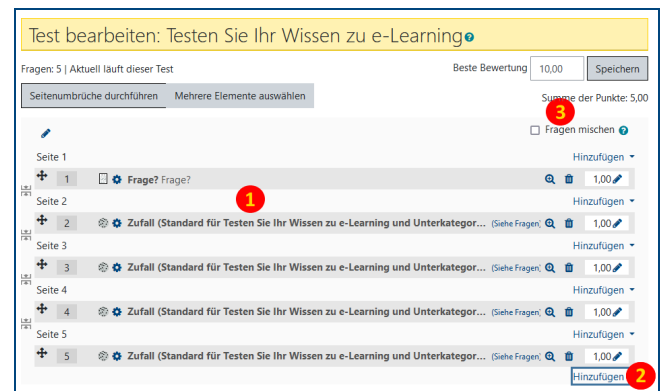 Test bearbeiten: Testen Sie Ihr Wissen zu e-Learning
Fragen: 5 | Aktuell läuft dieser Test Beste Bewertung 10,00 Speichern
Seitenumbrüche durchführen Mehrere Elemente auswählen Summe der Punkte: 5,00
3
Fragen mischen
Seite 1 Hinzufügen
1 Frage? Frage? 1,00
1
Seite 2 Hinzufügen
2 Zufall (Standard für Testen Sie Ihr Wissen zu e-Learning und Unterkategor... (Siehe Fragen) 1,00
Seite 3 Hinzufügen
3 Zufall (Standard für Testen Sie Ihr Wissen zu e-Learning und Unterkategor... (Siehe Fragen) 1,00
Seite 4 Hinzufügen
4 Zufall (Standard für Testen Sie Ihr Wissen zu e-Learning und Unterkategor... (Siehe Fragen) 1,00
Seite 5 Hinzufügen
5 Zufall (Standard für Testen Sie Ihr Wissen zu e-Learning und Unterkategor... (Siehe Fragen) 1,00
Hinzufügen 2